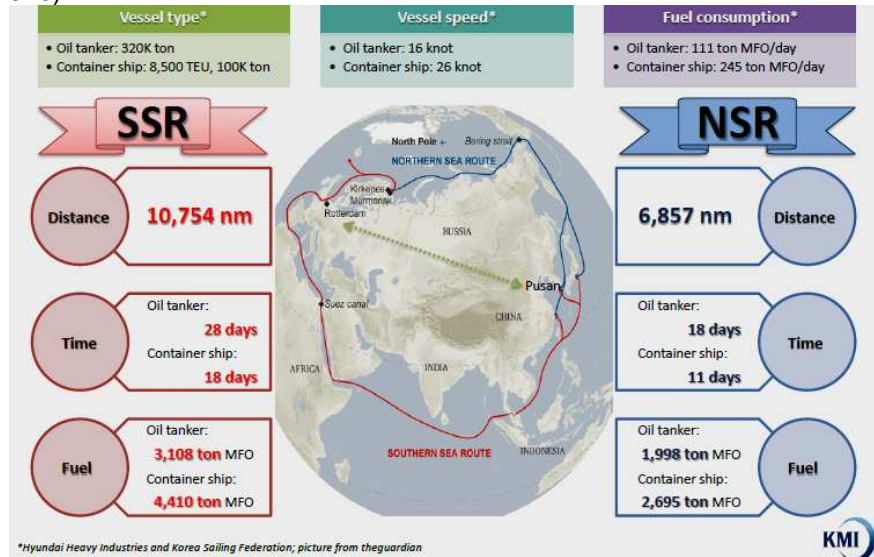 Vessel type*
• Oil tanker: 320K ton
• Container ship: 8,500 TEU, 100K ton
Vessel speed*
• Oil tanker: 16 knot
• Container ship: 26 knot
Fuel consumption*
• Oil tanker: 111 ton MFO/day
• Container ship: 245 ton MFO/day
SSR
Distance
10,754 nm
Time
Oil tanker:
28 days
Container ship:
18 days
Fuel
Oil tanker:
3,108 ton MFO
Container ship:
4,410 ton MFO
North Pole +
Bering strait
NORTHERN SEA ROUTE
Kirkenes
Murmansk
Rotterdam
RUSSIA
Pusan
Suez canal
CHINA
AFRICA
INDIA
SOUTHERN SEA ROUTE
INDONESIA
NSR
6,857 nm
Distance
Oil tanker:
18 days
Container ship:
11 days
Time
Oil tanker:
1,998 ton MFO
Container ship:
2,695 ton MFO
Fuel
*Hyundai Heavy Industries and Korea Sailing Federation; picture from theguardian
KMI